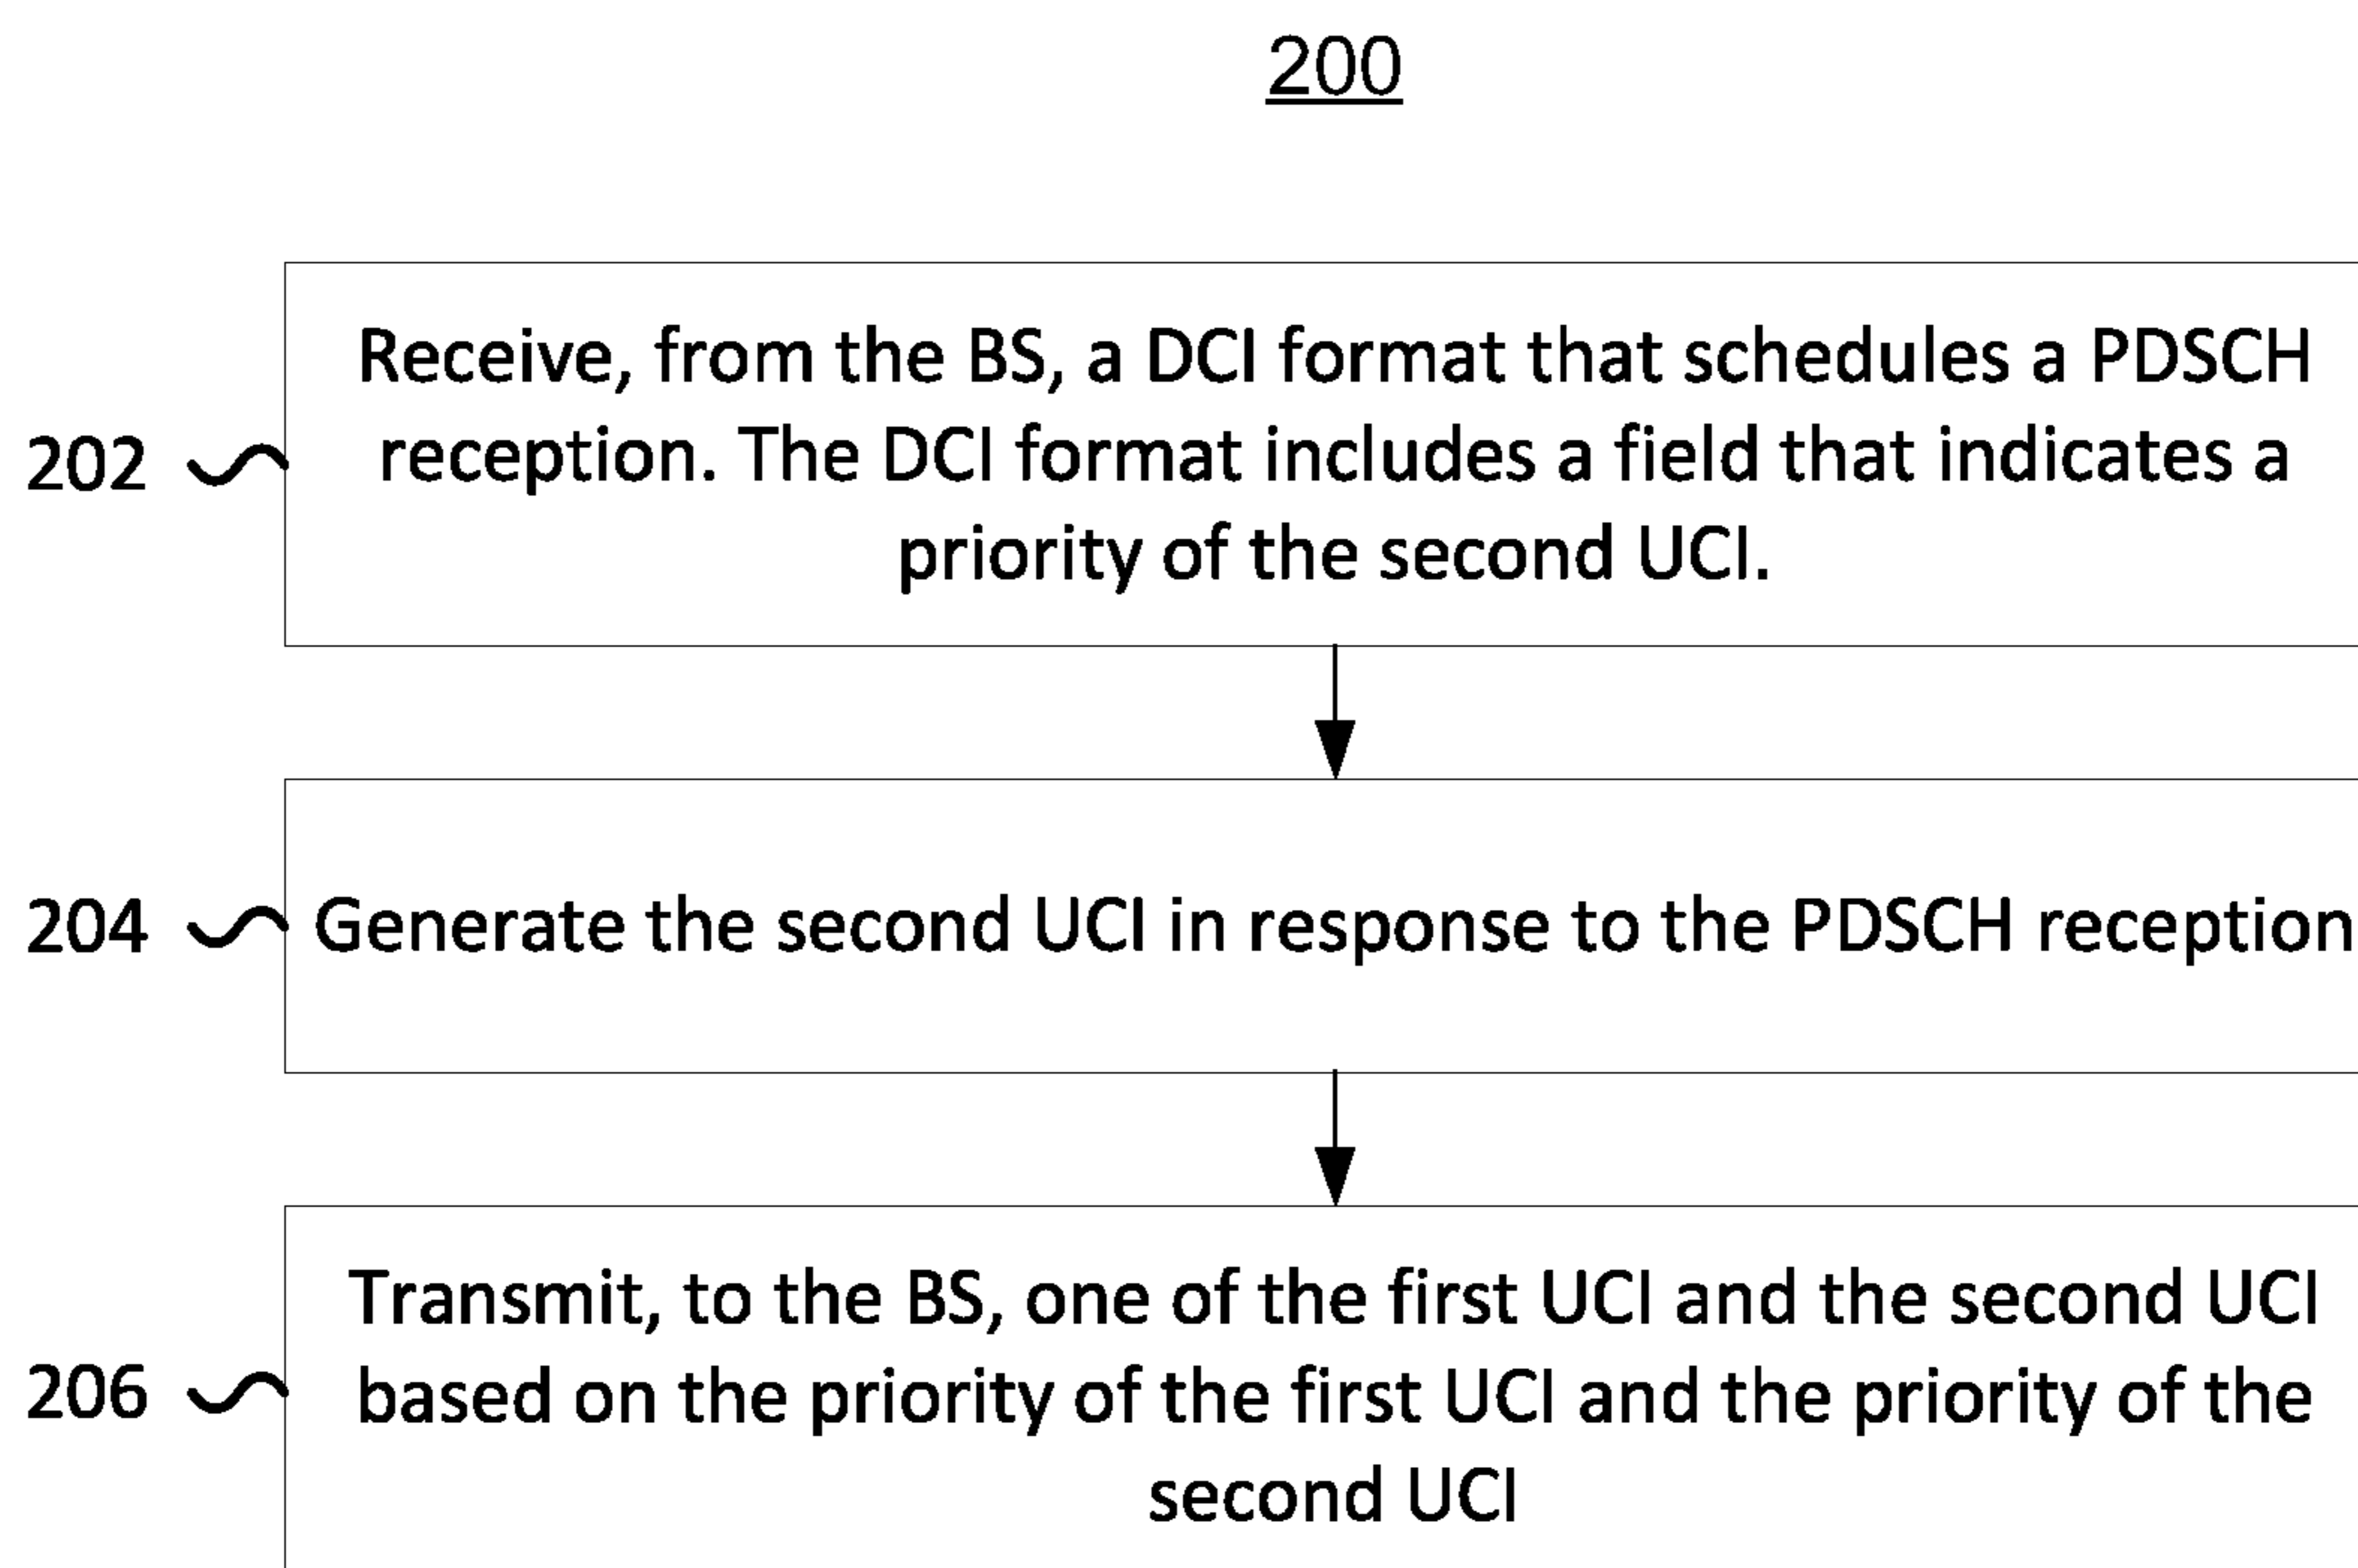 200
202
Receive, from the BS, a DCI format that schedules a PDSCH
reception. The DCI format includes a field that indicates a
priority of the second UCI.
204
Generate the second UCI in response to the PDSCH reception
206
Transmit, to the BS, one of the first UCI and the second UCI
based on the priority of the first UCI and the priority of the
second UCI